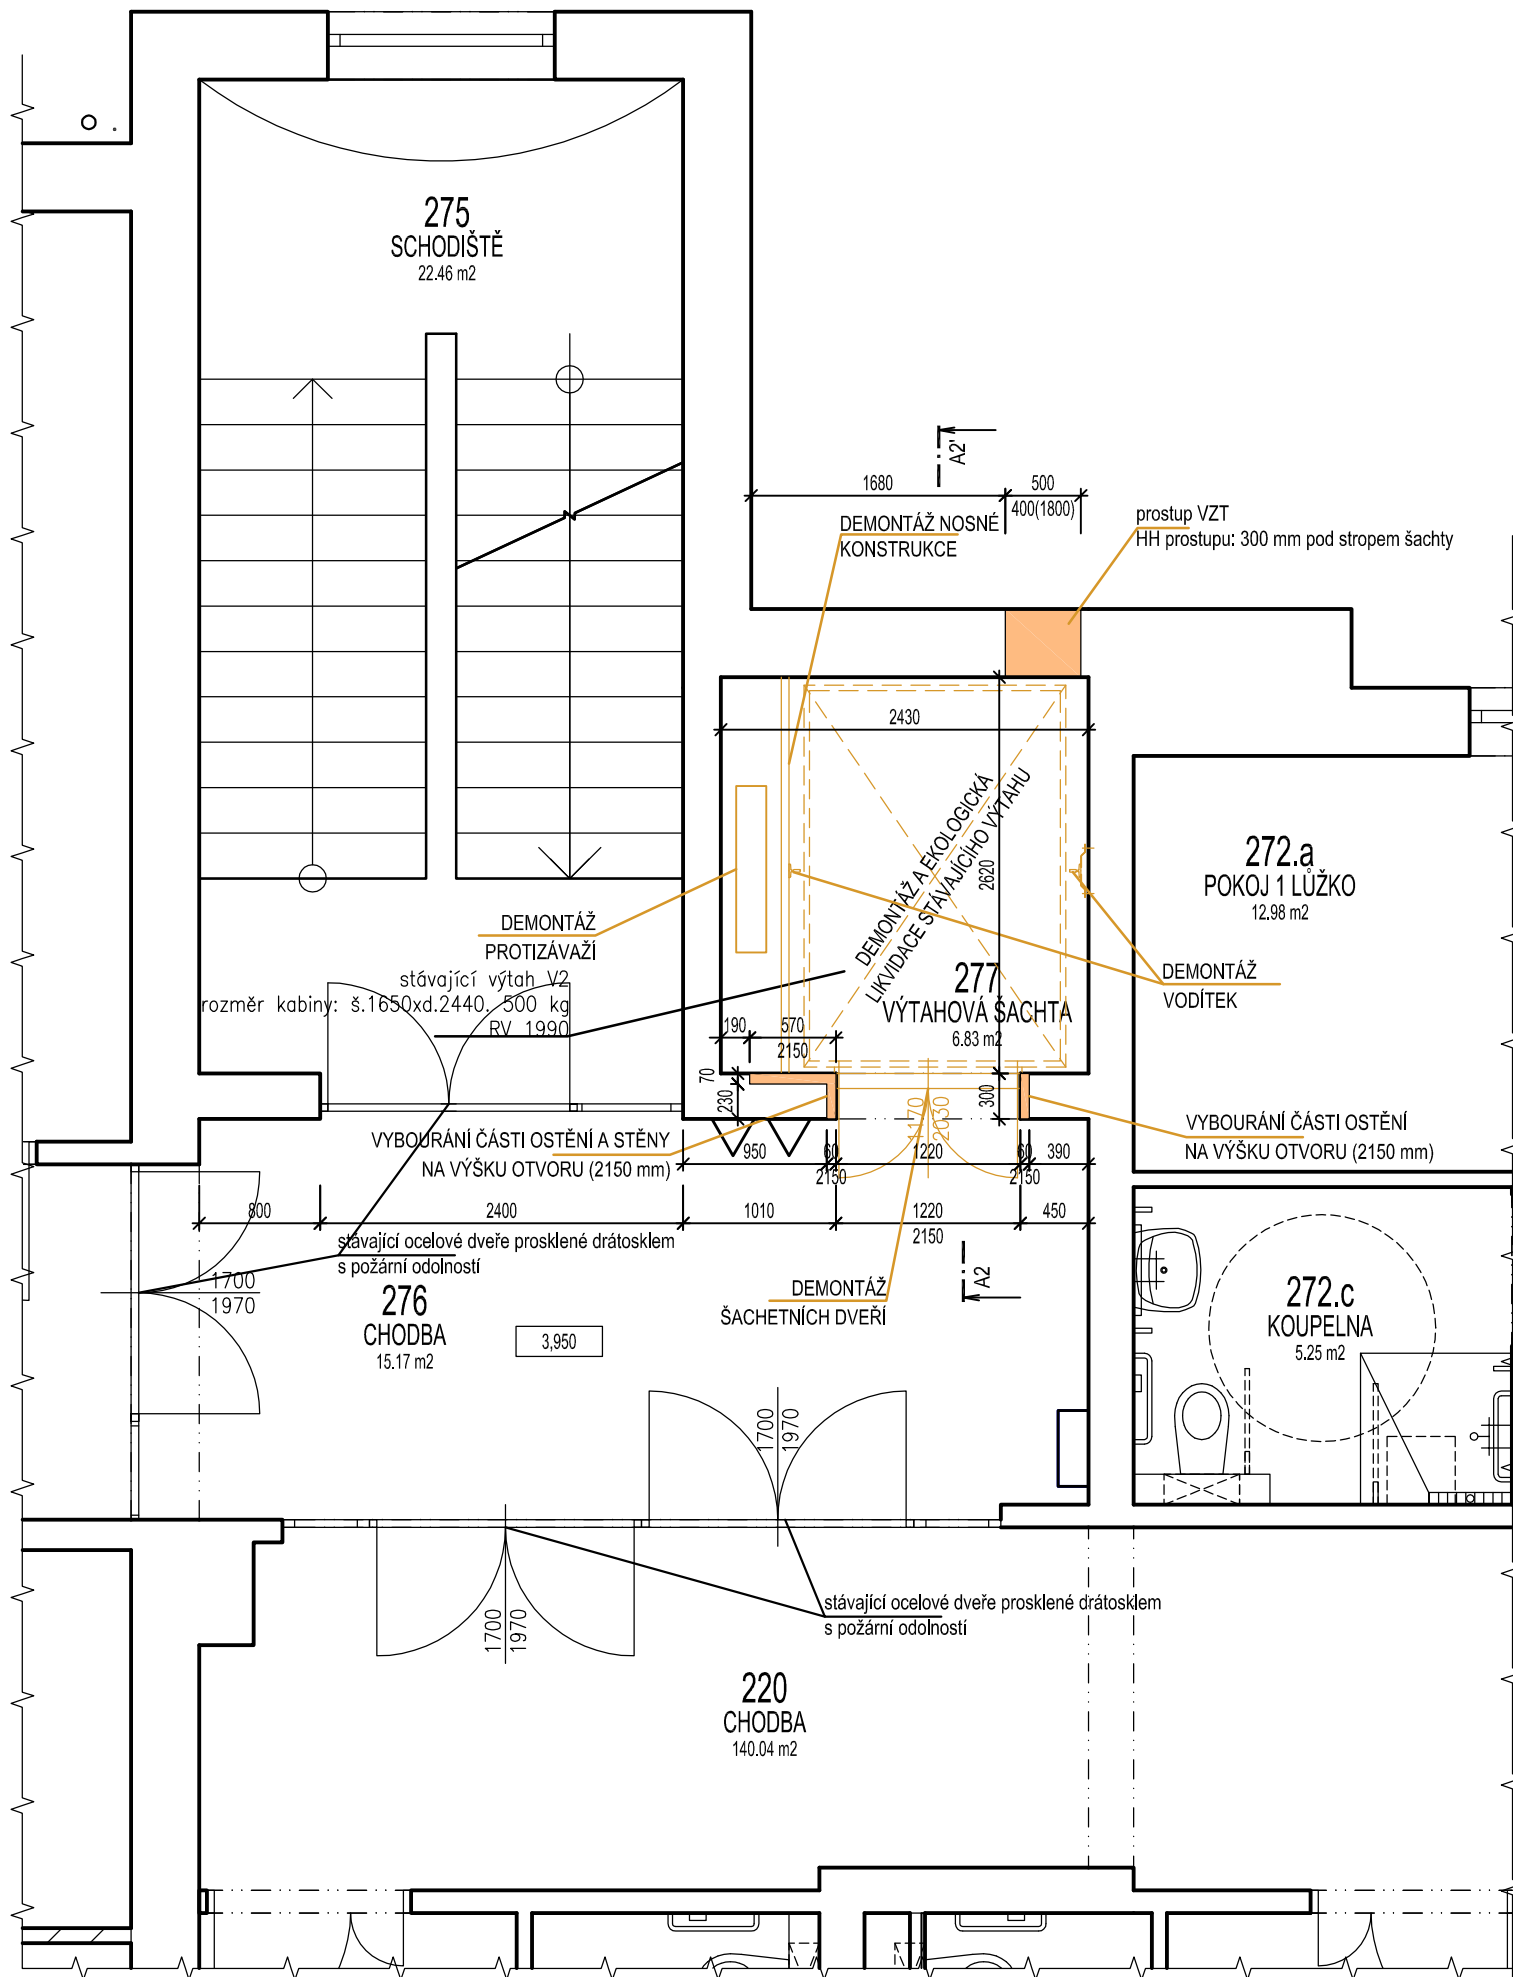 275
SCHODIŠTĚ
22.46 m2
A2'
1680
500
400(1800)
DEMONTÁŽ NOSNÉ
KONSTRUKCE
prostup VZT
HH prostupu: 300 mm pod stropem šachty
2430
DEMONTÁŽ A EKOLOGICKÁ
LIKVIDACE STÁVAJÍCÍHO VÝTAHU
2620
272.a
POKOJ 1 LŮŽKO
12.98 m2
DEMONTÁŽ
PROTIZÁVAŽÍ
stávající výtah V2
rozměr kabiny: š.1650xd.2440. 500 kg
RV 1990
277
VÝTAHOVÁ ŠACHTA
6.83 m2
DEMONTÁŽ
VODÍTEK
190
570
2150
70
230
300
1170
2030
VYBOURÁNÍ ČÁSTI OSTĚNÍ A STĚNY
NA VÝŠKU OTVORU (2150 mm)
VYBOURÁNÍ ČÁSTI OSTĚNÍ
NA VÝŠKU OTVORU (2150 mm)
950
60
2150
1220
60
2150
390
800
2400
1010
1220
2150
450
stávající ocelové dveře prosklené drátosklem
s požární odolností
1700
1970
276
CHODBA
15.17 m2
3,950
DEMONTÁŽ
ŠACHETNÍCH DVEŘÍ
A2
272.c
KOUPELNA
5.25 m2
1700
1970
1700
1970
stávající ocelové dveře prosklené drátosklem
s požární odolností
220
CHODBA
140.04 m2